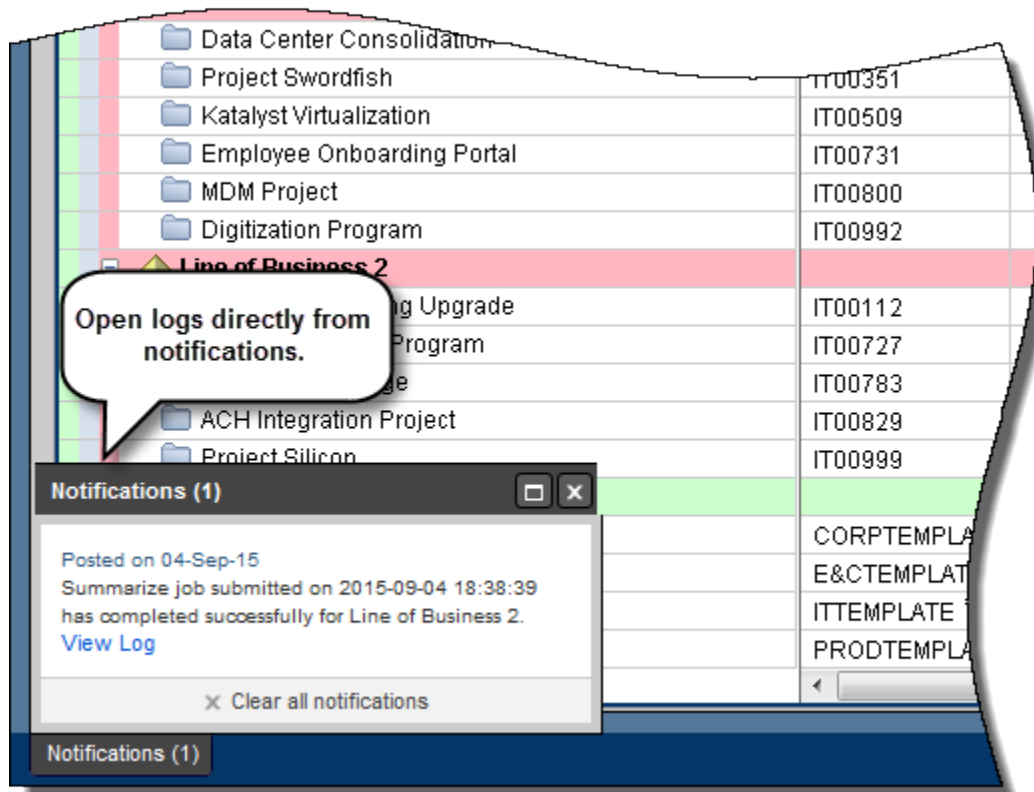 Data Center Consolidation
Project Swordfish IT00351
Katalyst Virtualization IT00509
Employee Onboarding Portal IT00731
MDM Project IT00800
Digitization Program IT00992
Line of Business 2
Upgrade IT00112
Program IT00727
IT00783
ACH Integration Project IT00829
Project Silicon IT00999
Open logs directly from
notifications.
Notifications (1)
CORPTEMPLA
E&CTEMPLAT
ITTEMPLATE
PRODTEMPLA
Posted on 04-Sep-15
Summarize job submitted on 2015-09-04 18:38:39
has completed successfully for Line of Business 2.
View Log
Clear all notifications
Notifications (1)